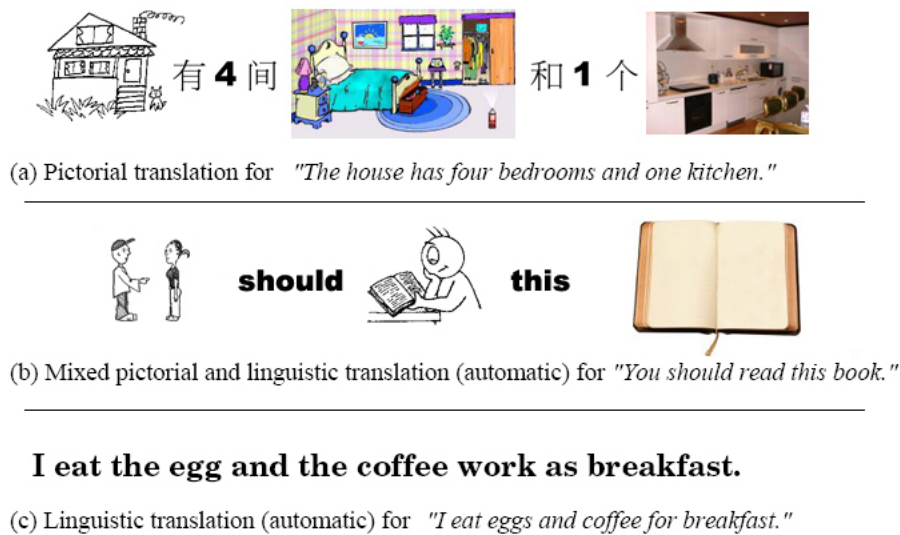 有 4 间 和 1 个
(a) Pictorial translation for "The house has four bedrooms and one kitchen."
should this
(b) Mixed pictorial and linguistic translation (automatic) for "You should read this book."
I eat the egg and the coffee work as breakfast.
(c) Linguistic translation (automatic) for "I eat eggs and coffee for breakfast."